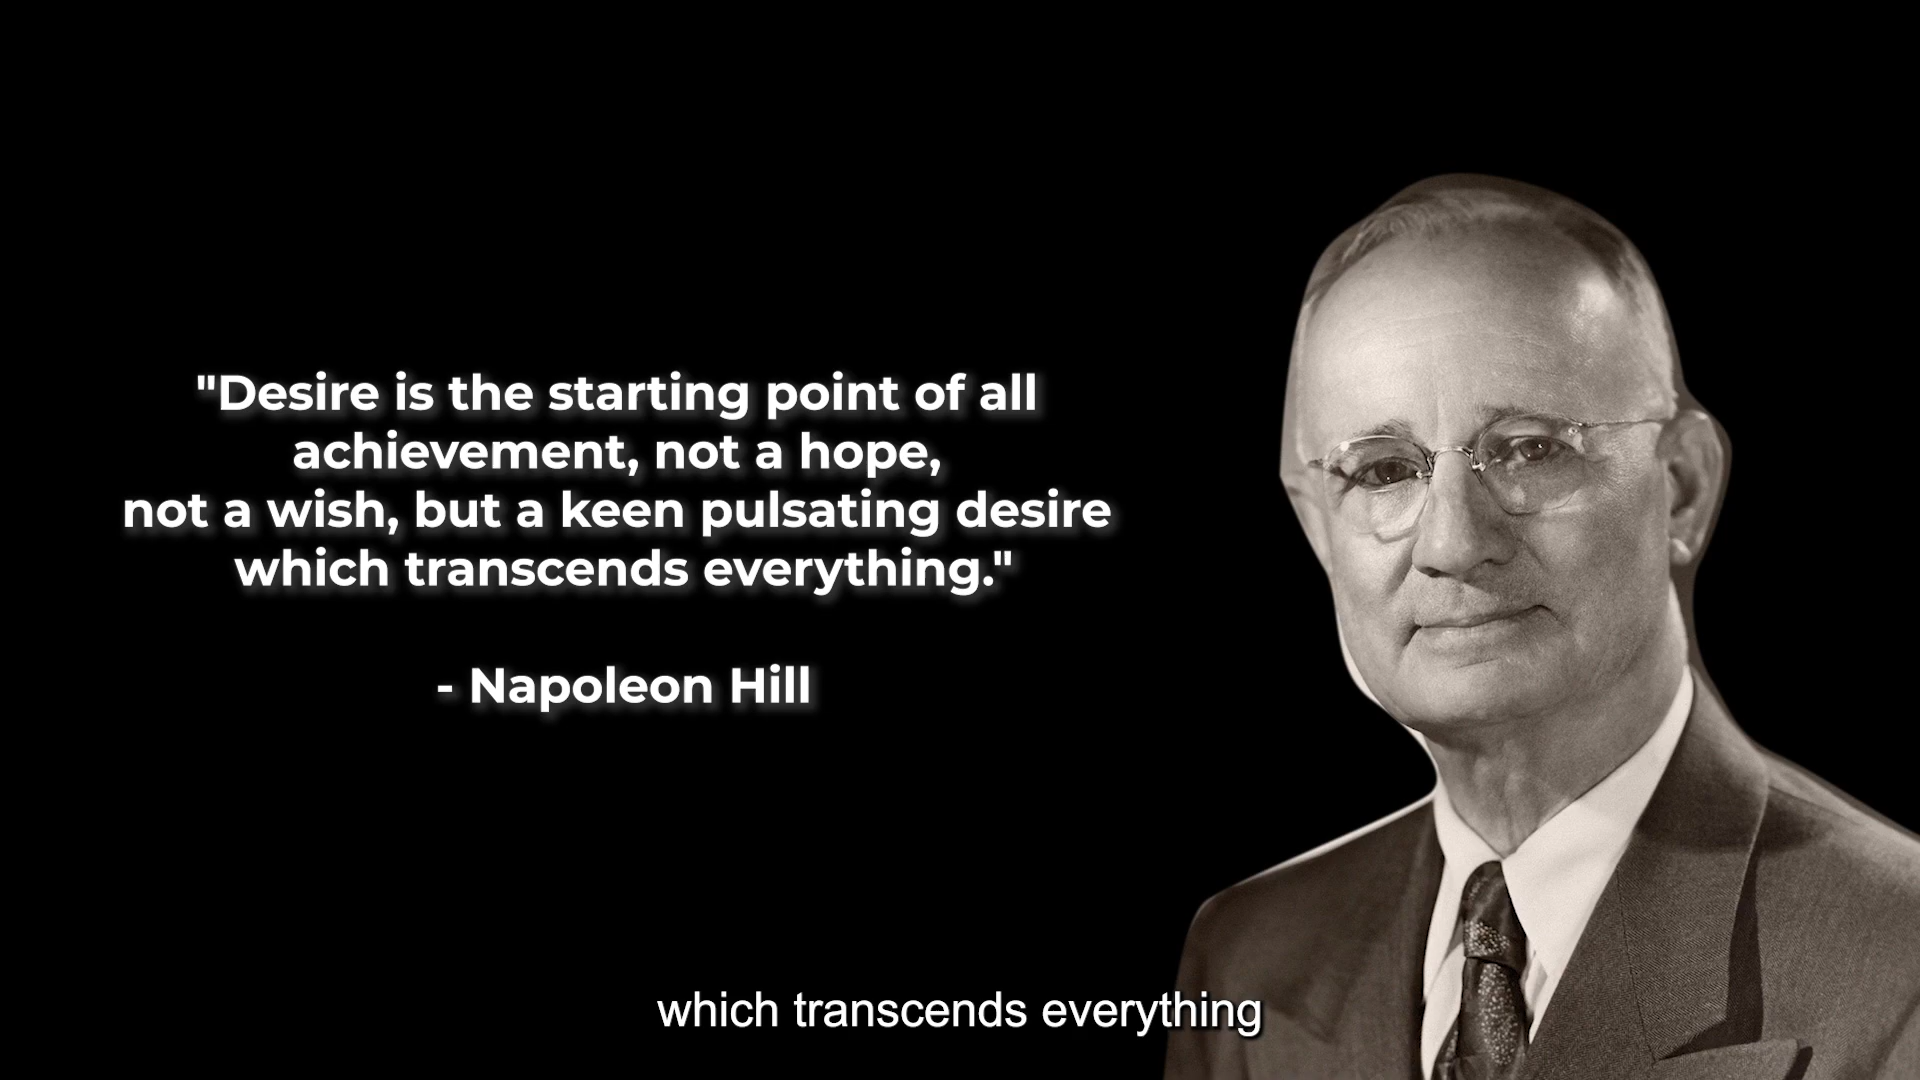 "Desire is the starting point of all
achievement, not a hope,
not a wish, but a keen pulsating desire
which transcends everything."
- Napoleon Hill
which transcends everything